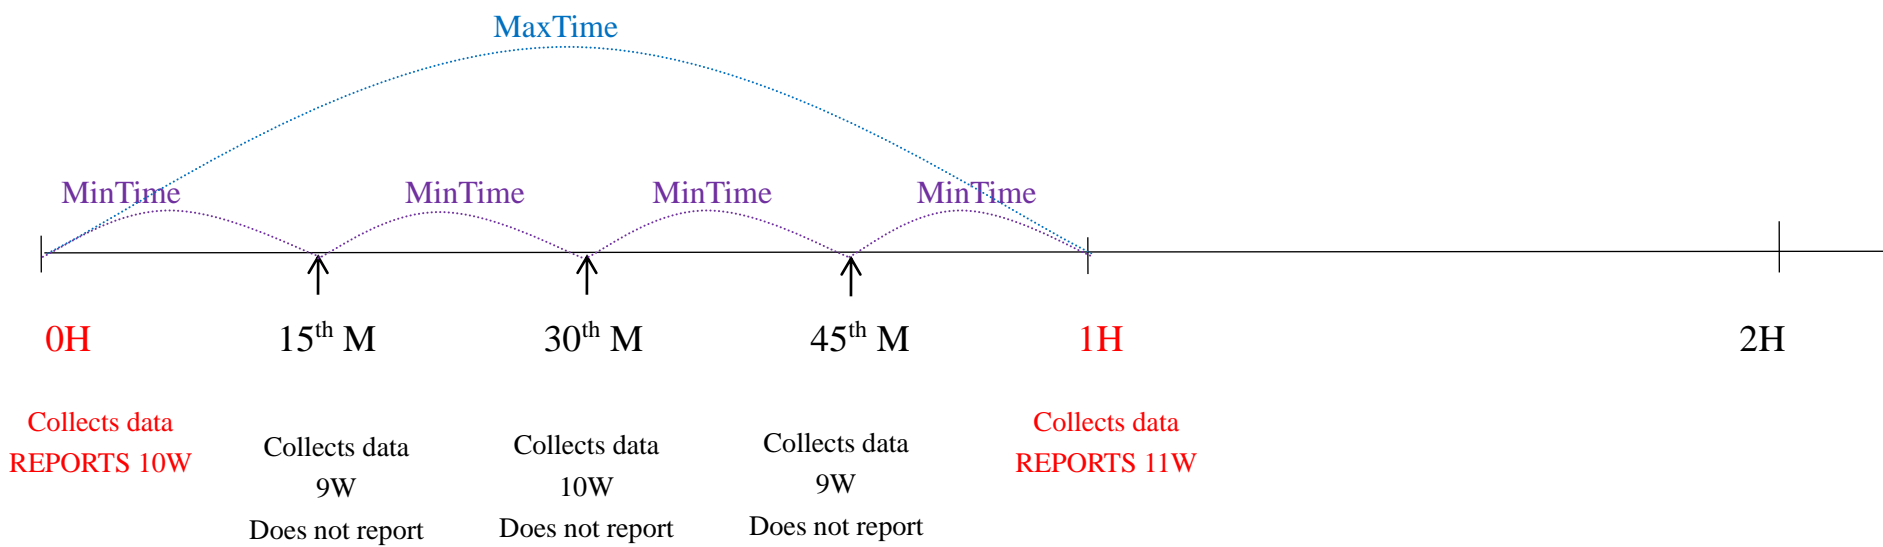 MaxTime
MinTime
MinTime
MinTime
MinTime
0H
15th M
30th M
45th M
1H
2H
Collects data
REPORTS 10W
Collects data
9W
Does not report
Collects data
10W
Does not report
Collects data
9W
Does not report
Collects data
REPORTS 11W